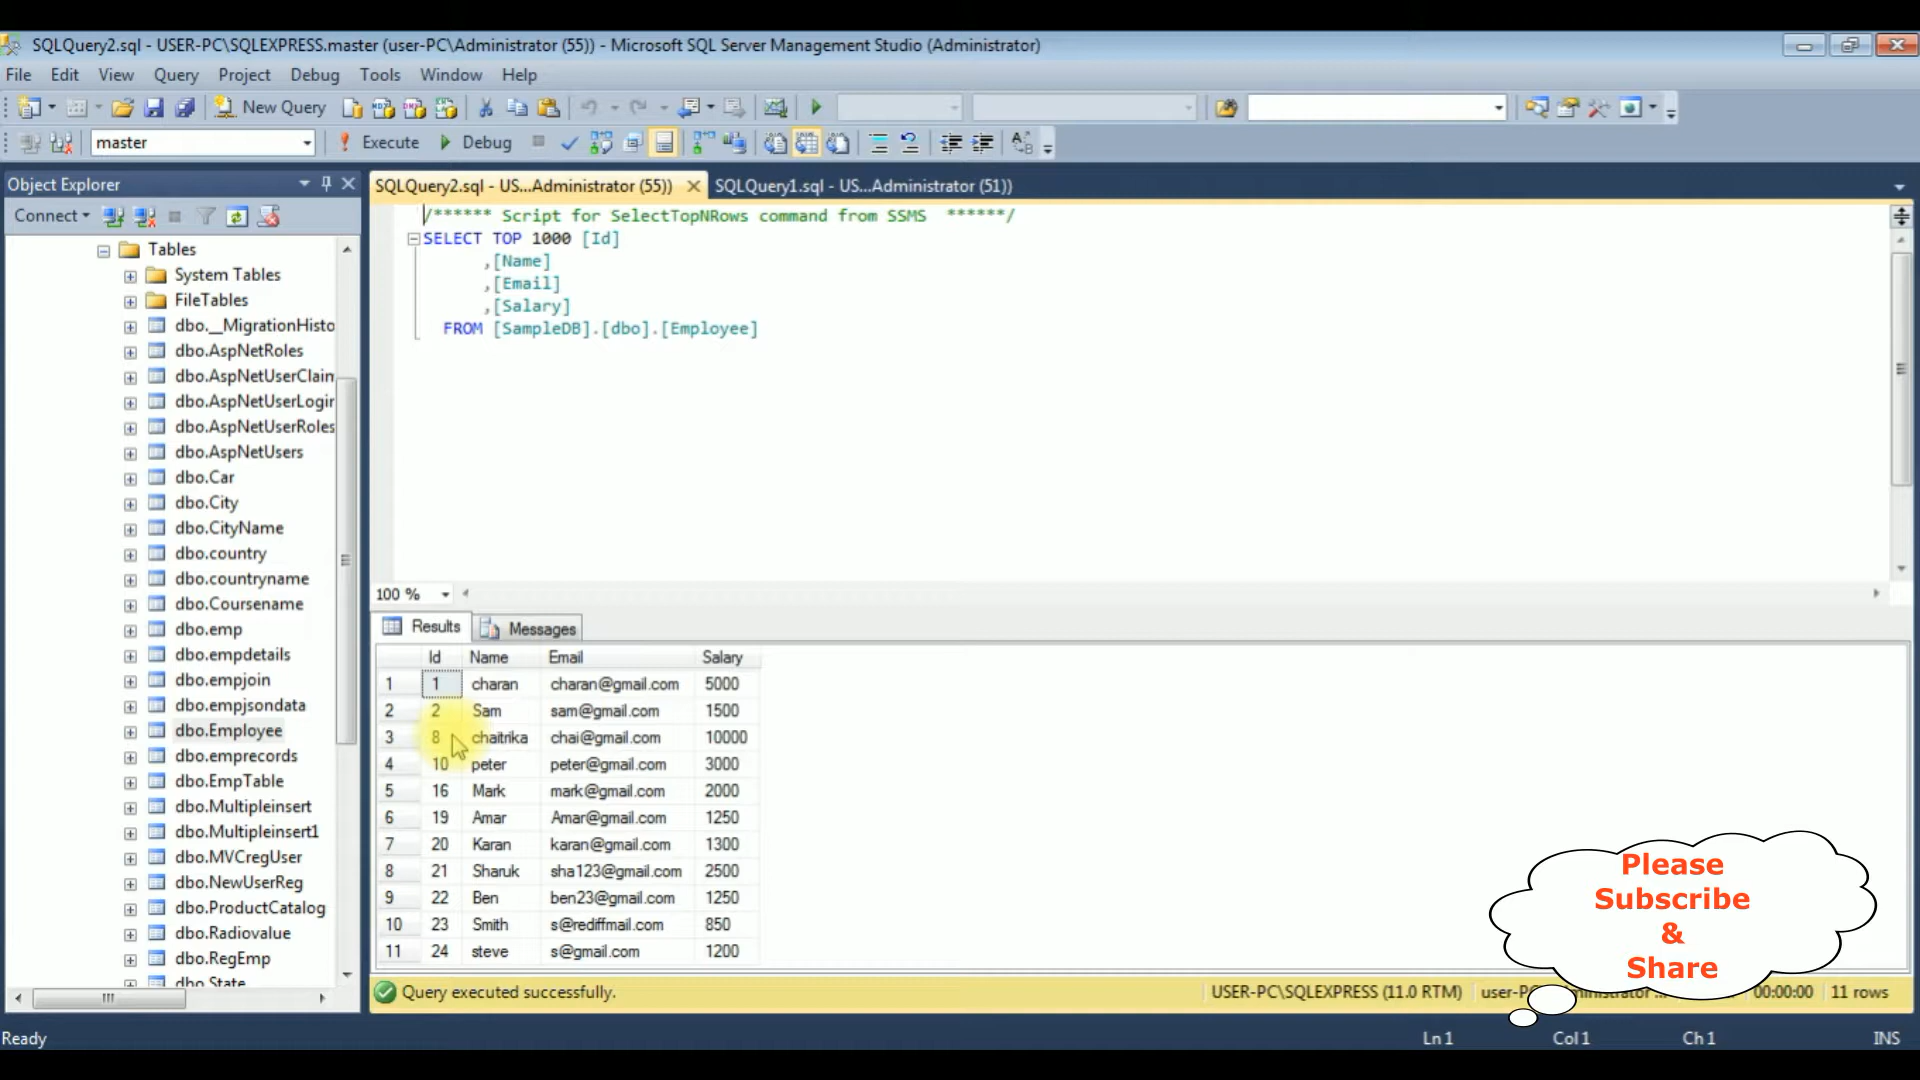 SQLQuery2.sql - USER-PC\SQLEXPRESS.master (user-PC\Administrator (55)) - Microsoft SQL Server Management Studio (Administrator)
File Edit View Query Project Debug Tools Window Help
New Query
master Execute Debug
Object Explorer
SQLQuery2.sql - US...Administrator (55)) SQLQuery1.sql - US...Administrator (51))
Connect
Tables
System Tables
FileTables
dbo.__MigrationHisto
dbo.AspNetRoles
dbo.AspNetUserClain
dbo.AspNetUserLogin
dbo.AspNetUserRoles
dbo.AspNetUsers
dbo.Car
dbo.City
dbo.CityName
dbo.country
dbo.countryname
dbo.Coursename
dbo.emp
dbo.empdetails
dbo.empjoin
dbo.empjsondata
dbo.Employee
dbo.emprecords
dbo.EmpTable
dbo.Multipleinsert
dbo.Multipleinsert1
dbo.MVCregUser
dbo.NewUserReg
dbo.ProductCatalog
dbo.Radiovalue
dbo.RegEmp
dbo.State
/****** Script for SelectTopNRows command from SSMS ******/
SELECT TOP 1000 [Id]
,[Name]
,[Email]
,[Salary]
FROM [SampleDB].[dbo].[Employee]
100 %
Results Messages
Id Name Email Salary
1 1 charan charan@gmail.com 5000
2 2 Sam sam@gmail.com 1500
3 8 chaitrika chai@gmail.com 10000
4 10 peter peter@gmail.com 3000
5 16 Mark mark@gmail.com 2000
6 19 Amar Amar@gmail.com 1250
7 20 Karan karan@gmail.com 1300
8 21 Sharuk sha123@gmail.com 2500
9 22 Ben ben23@gmail.com 1250
10 23 Smith s@rediffmail.com 850
11 24 steve s@gmail.com 1200
Please
Subscribe
&
Share
Query executed successfully. USER-PC\SQLEXPRESS (11.0 RTM) 00:00:00 11 rows
Ready Ln 1 Col 1 Ch 1 INS